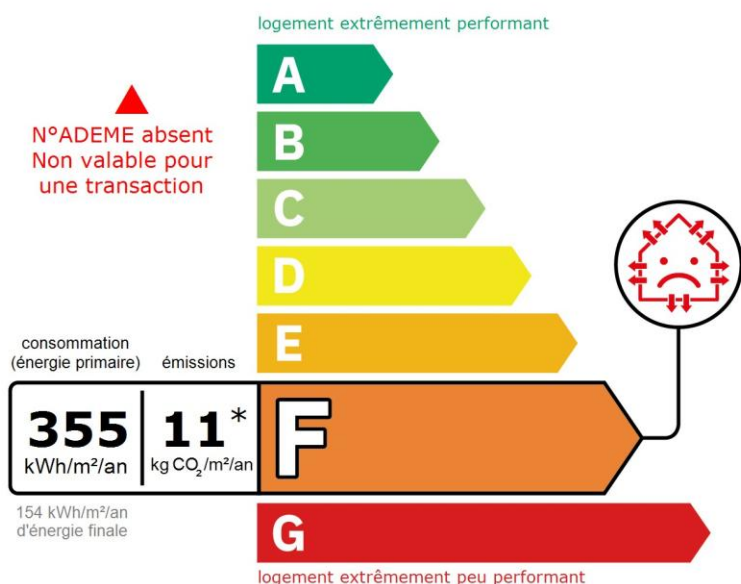 logement extrêmement performant
A
N°ADEME absent
Non valable pour
une transaction
B
C
D
E
consommation
(énergie primaire)
émissions
355
kWh/m²/an
11*
kg CO₂/m²/an
F
154 kWh/m²/an
d'énergie finale
G
logement extrêmement peu performant